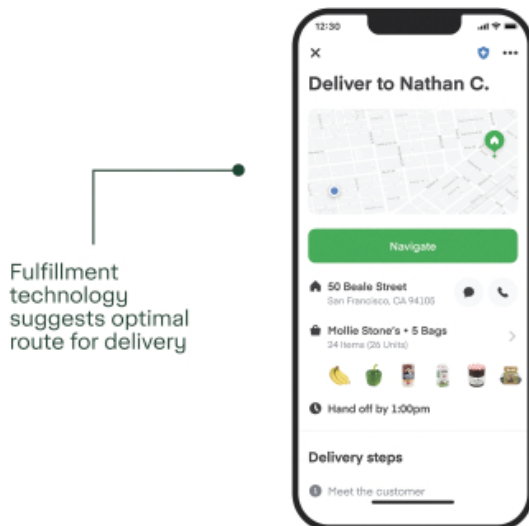 12:30
Deliver to Nathan C.
Navigate
50 Beale Street
San Francisco, CA 94105
Mollie Stone's • 5 Bags
24 Items (26 Units)
Hand off by 1:00pm
Delivery steps
1 Meet the customer
Fulfillment
technology
suggests optimal
route for delivery